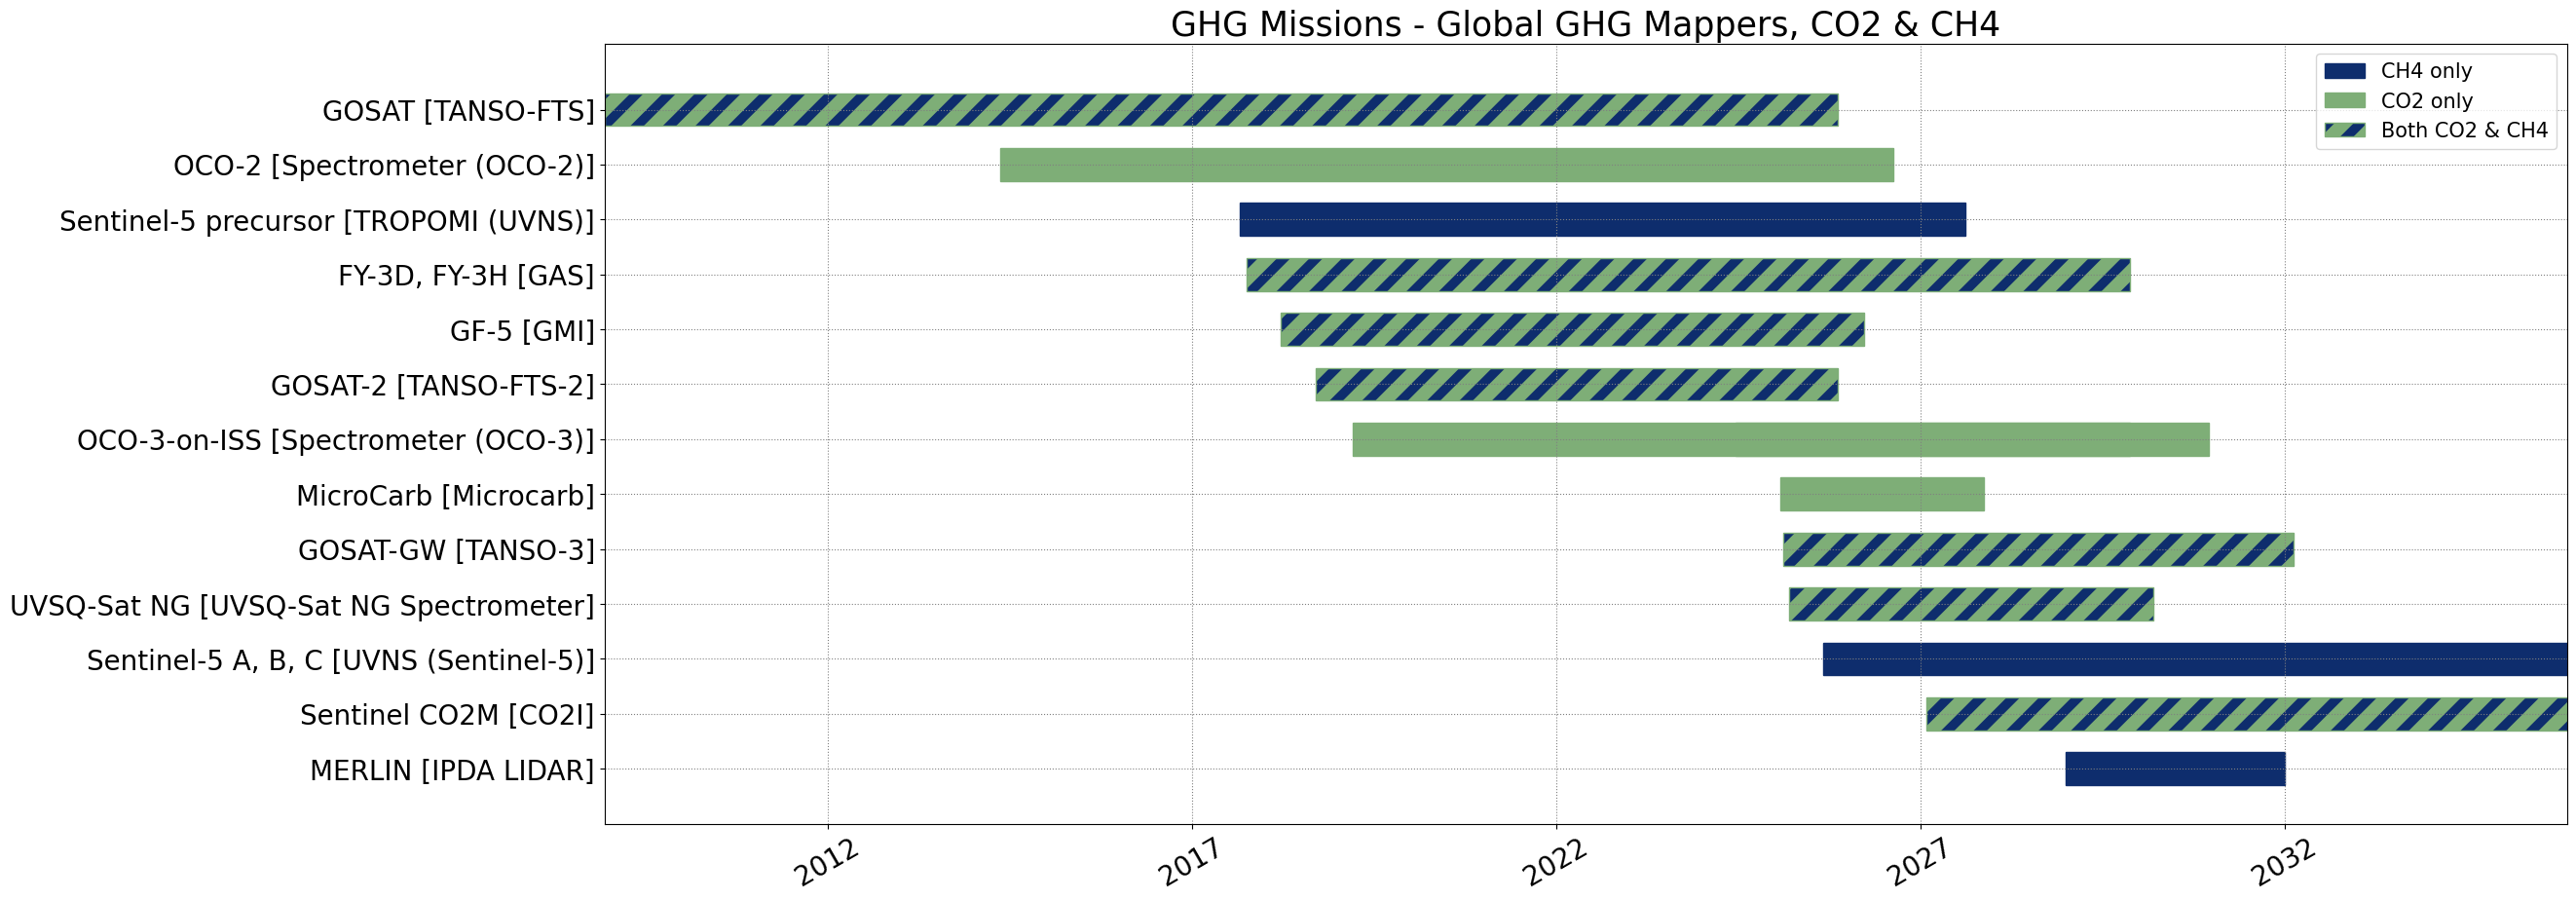 GHG Missions - Global GHG Mappers, CO2 & CH4
CH4 only
CO2 only
Both CO2 & CH4
GOSAT [TANSO-FTS]
OCO-2 [Spectrometer (OCO-2)]
Sentinel-5 precursor [TROPOMI (UVNS)]
FY-3D, FY-3H [GAS]
GF-5 [GMI]
GOSAT-2 [TANSO-FTS-2]
OCO-3-on-ISS [Spectrometer (OCO-3)]
MicroCarb [Microcarb]
GOSAT-GW [TANSO-3]
UVSQ-Sat NG [UVSQ-Sat NG Spectrometer]
Sentinel-5 A, B, C [UVNS (Sentinel-5)]
Sentinel CO2M [CO2I]
MERLIN [IPDA LIDAR]
2012
2017
2022
2027
2032